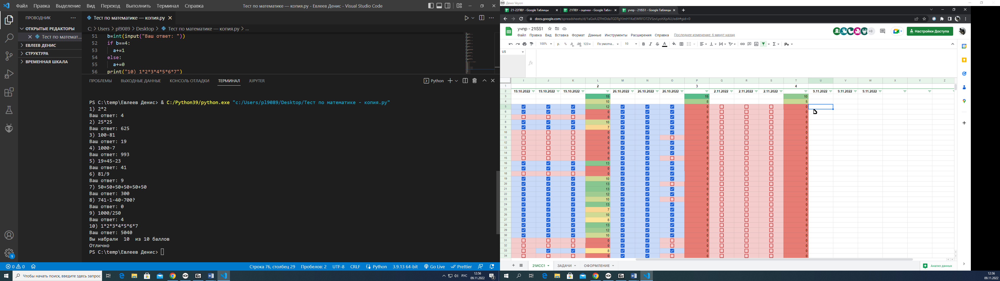 Файл Правка Выделение Вид Переход Выполнить Терминал Справка
Тест по математике — копия.py - Евлеев Денис - Visual Studio Code
ПРОВОДНИК
ОТКРЫТЫЕ РЕДАКТОРЫ
Тест по математ...
ЕВЛЕЕВ ДЕНИС
СТРУКТУРА
ВРЕМЕННАЯ ШКАЛА
Тест по математике — копия.py
C: > Users > pl9089 > Desktop > Тест по математике — копия.py > ...
51 b=int(input("Ваш ответ: "))
52 if b==4:
53 a+=1
54 else:
55 a+=0
56 print("10) 1*2*3*4*5*6*7")
ПРОБЛЕМЫ ВЫХОДНЫЕ ДАННЫЕ КОНСОЛЬ ОТЛАДКИ ТЕРМИНАЛ JUPYTER
Python
PS C:\temp\Евлеев Денис> & C:/Python39/python.exe "c:/Users/pl9089/Desktop/Тест по математике - копия.py"
1) 2*2
Ваш ответ: 4
2) 25*25
Ваш ответ: 625
3) 100-81
Ваш ответ: 19
4) 1000-7
Ваш ответ: 993
5) 19+45-23
Ваш ответ: 41
6) 81/9
Ваш ответ: 9
7) 50+50+50+50+50+50
Ваш ответ: 300
8) 741-1-40-700?
Ваш ответ: 0
9) 1000/250
Ваш ответ: 4
10) 1*2*3*4*5*6*7
Ваш ответ: 5040
Вы набрали 10 из 10 баллов
Отлично
PS C:\temp\Евлеев Денис>
0 0
Строка 76, столбец 29 Пробелов: 2 UTF-8 CRLF Python 3.9.13 64-bit Go Live Prettier
Чтобы начать поиск, введите здесь запрос
РУС
12:56
09.11.2022
Демо Veyon
21-22ПВУ - Google Таблицы
21ПВУ - оценки - Google Табли
учпр - 21ISS1 - Google Таблицы
учпр - 21ISS1
Файл Правка Вид Вставка Формат Данные Инструменты Расширения Справка
Последнее изменение: 6 минут назад
+3
Настройки Доступа
100% р. % .0 .00 123 По умолча... 10
U5
I J K L M N O P Q R S T U V W X Y Z
1 2 3 4
2 19.10.2022 19.10.2022 19.10.2022 26.10.2022 26.10.2022 26.10.2022 2.11.2022 2.11.2022 2.11.2022 9.11.2022 9.11.2022 9.11.2022
3 15 15 10
4 10 8 5
5 12 0 0
6 0 0 0
7 0 0 0
8 10 0 0
9 7 0 0
10 0 0 0
11 0 0 0
12 0 0 0
13 0 0 0
14 0 0 0
15 0 0 0
16 13 0 0
17 0 0 0
18 0 0 0
19 10 0 0
20 13 0 0
21 13 0 0
22 12 0 0
23 10 0 0
24 13 0 0
25 7 0 0
26 10 0 0
27 8 0 0
28 13 0 0
29 12 0 0
30 10 0 0
31 0 0 0
32 0 0 0
33 8 0 0
34 0 0 0
21ИСС1 ЗАДАЧИ ОФОРМЛЕНИЕ
Анализ данных
12:56
09.11.2022